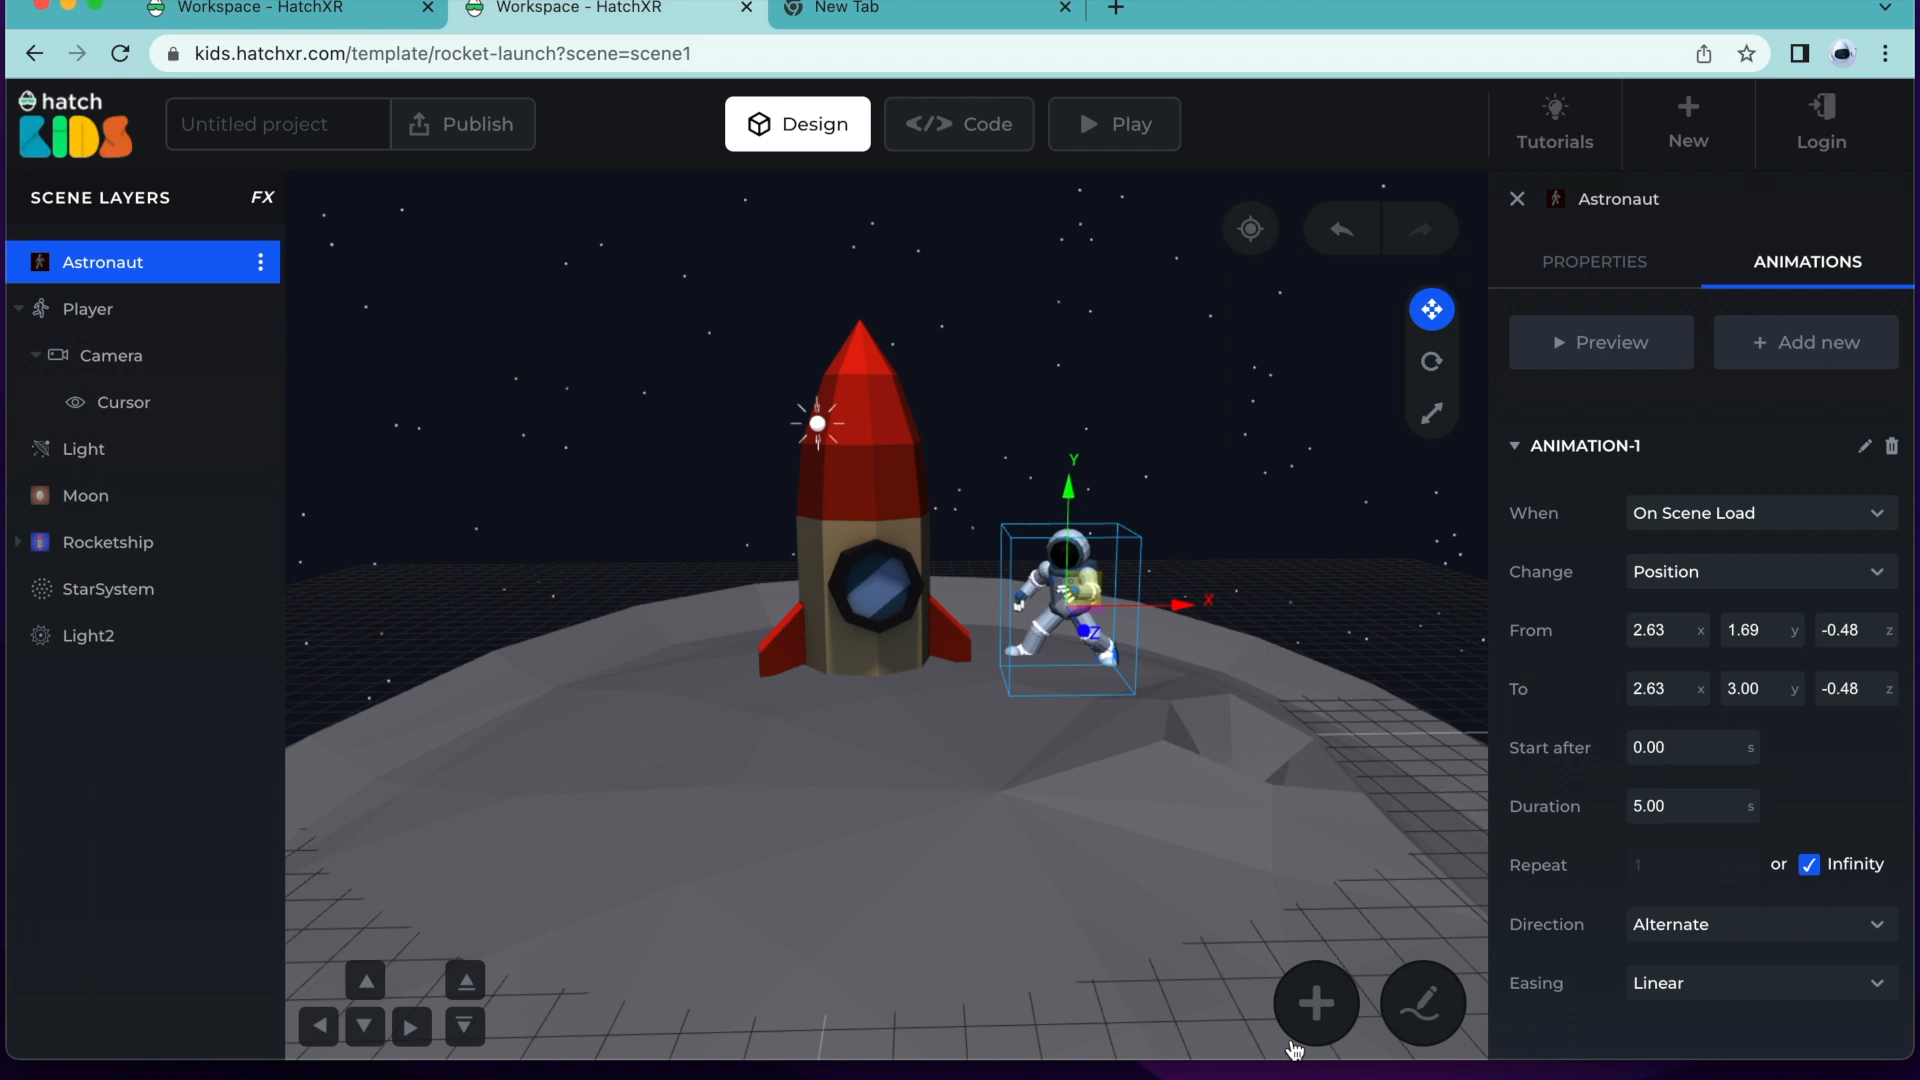 Workspace - HatchXR
Workspace - HatchXR
New Tab
kids.hatchxr.com/template/rocket-launch?scene=scene1
hatch
KIDS
Untitled project
Publish
Design
</> Code
Play
Tutorials
New
Login
SCENE LAYERS
FX
Astronaut
Player
Camera
Cursor
Light
Moon
Rocketship
StarSystem
Light2
Y
X
Z
Astronaut
PROPERTIES
ANIMATIONS
Preview
+ Add new
ANIMATION-1
When On Scene Load
Change Position
From 2.63 x 1.69 y -0.48 z
To 2.63 x 3.00 y -0.48 z
Start after 0.00 s
Duration 5.00 s
Repeat 1 or Infinity
Direction Alternate
Easing Linear